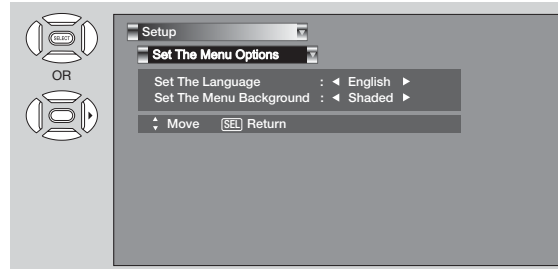 SELECT
OR
Setup
Set The Menu Options
Set The Language : ◄ English ►
Set The Menu Background : ◄ Shaded ►
Move SEL Return